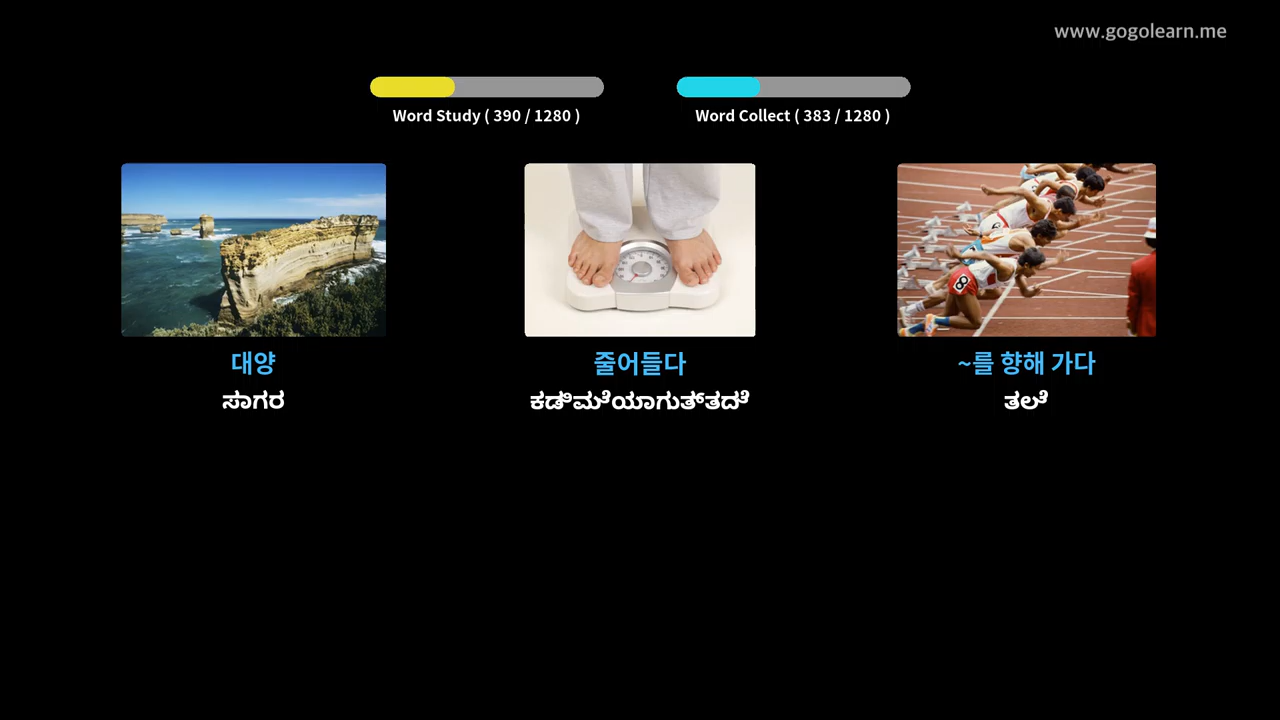 www.gogolearn.me
Word Study ( 390 / 1280 )
Word Collect ( 383 / 1280 )
대양
ಸಾಗರ
줄어들다
ಕಡಿಮೆಯಾಗುತ್ತದೆ
~를 향해 가다
ತಲೆ
8